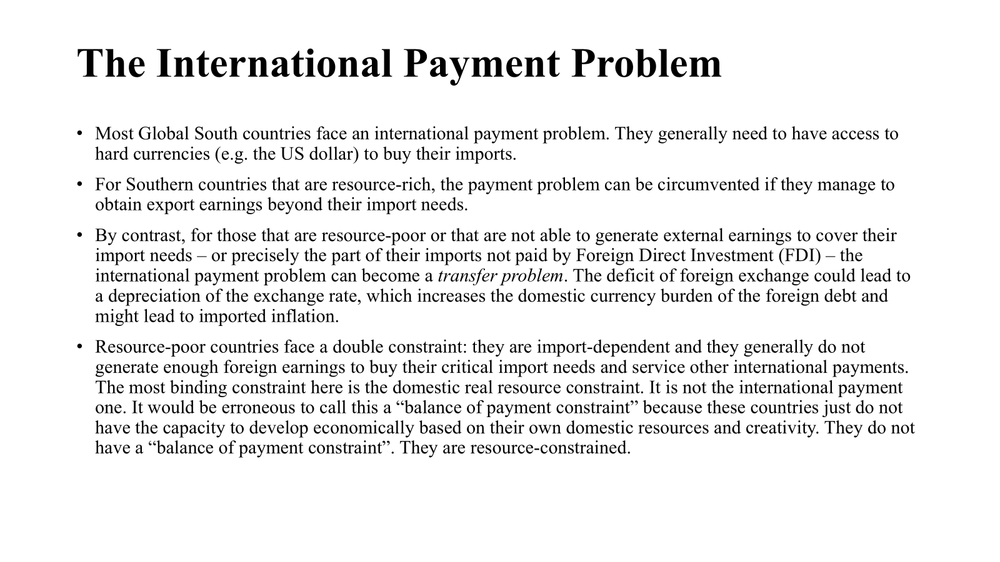 The International Payment Problem
• Most Global South countries face an international payment problem. They generally need to have access to
hard currencies (e.g. the US dollar) to buy their imports.
• For Southern countries that are resource-rich, the payment problem can be circumvented if they manage to
obtain export earnings beyond their import needs.
• By contrast, for those that are resource-poor or that are not able to generate external earnings to cover their
import needs – or precisely the part of their imports not paid by Foreign Direct Investment (FDI) – the
international payment problem can become a transfer problem. The deficit of foreign exchange could lead to
a depreciation of the exchange rate, which increases the domestic currency burden of the foreign debt and
might lead to imported inflation.
• Resource-poor countries face a double constraint: they are import-dependent and they generally do not
generate enough foreign earnings to buy their critical import needs and service other international payments.
The most binding constraint here is the domestic real resource constraint. It is not the international payment
one. It would be erroneous to call this a “balance of payment constraint” because these countries just do not
have the capacity to develop economically based on their own domestic resources and creativity. They do not
have a “balance of payment constraint”. They are resource-constrained.